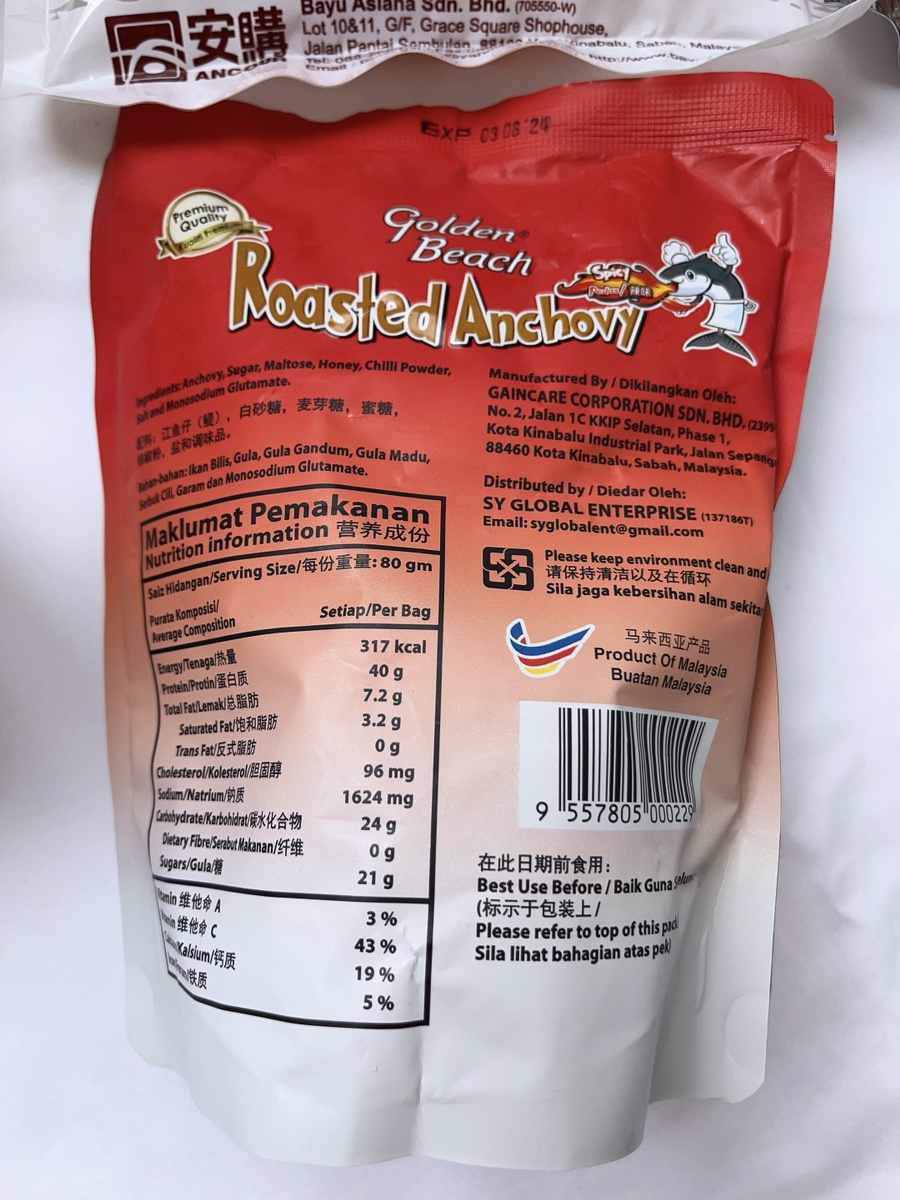 安購
Bayu Asiana Sdn. Bhd. (705550-W)
Lot 10&11, G/F, Grace Square Shophouse,
Jalan Pantai Sembulan,
EXP 03 08 '24
Premium
Quality
Golden®
Beach
Roasted Anchovy
Spicy
Pedas/ 辣味
Ingredients: Anchovy, Sugar, Maltose, Honey, Chilli Powder,
Salt and Monosodium Glutamate.
配料: 江鱼仔（鳀）, 白砂糖, 麦芽糖, 蜜糖,
辣椒粉, 盐和调味品。
Bahan-bahan: Ikan Bilis, Gula, Gula Gandum, Gula Madu,
Serbuk Cili, Garam dan Monosodium Glutamate.
Maklumat Pemakanan
Nutrition information 营养成份
Saiz Hidangan/Serving Size/每份重量: 80 gm
Purata Komposisi/
Average Composition
Setiap/Per Bag
Energy/Tenaga/热量 317 kcal
Protein/Protin/蛋白质 40 g
Total Fat/Lemak/总脂肪 7.2 g
Saturated Fat/饱和脂肪 3.2 g
Trans Fat/反式脂肪 0 g
Cholesterol/Kolesterol/胆固醇 96 mg
Sodium/Natrium/钠质 1624 mg
Carbohydrate/Karbohidrat/碳水化合物 24 g
Dietary Fibre/Serabut Makanan/纤维 0 g
Sugars/Gula/糖 21 g
维他命 A 3 %
维他命 C 43 %
Kalsium/钙质 19 %
铁质 5 %
Manufactured By / Dikilangkan Oleh:
GAINCARE CORPORATION SDN. BHD. (2399
No. 2, Jalan 1C KKIP Selatan, Phase 1,
Kota Kinabalu Industrial Park, Jalan Sepang
88460 Kota Kinabalu, Sabah, Malaysia.
Distributed by / Diedar Oleh:
SY GLOBAL ENTERPRISE (137186T)
Email: syglobalent@gmail.com
Please keep environment clean and
请保持清洁以及在循环
Sila jaga kebersihan alam sekitar
马来西亚产品
Product Of Malaysia
Buatan Malaysia
9 557805 000229
在此日期前食用:
Best Use Before / Baik Guna
(标示于包装上 /
Please refer to top of this pack
Sila lihat bahagian atas pek